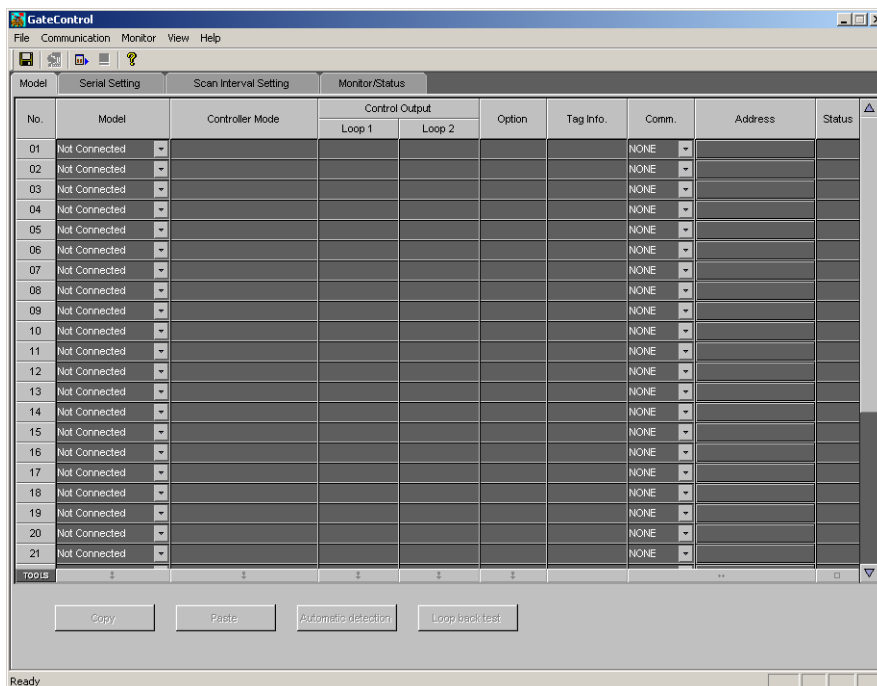 GateControl
File Communication Monitor View Help
Model Serial Setting Scan Interval Setting Monitor/Status
No. Model Controller Mode Control Output Option Tag Info. Comm. Address Status
Loop 1 Loop 2
01 Not Connected NONE
02 Not Connected NONE
03 Not Connected NONE
04 Not Connected NONE
05 Not Connected NONE
06 Not Connected NONE
07 Not Connected NONE
08 Not Connected NONE
09 Not Connected NONE
10 Not Connected NONE
11 Not Connected NONE
12 Not Connected NONE
13 Not Connected NONE
14 Not Connected NONE
15 Not Connected NONE
16 Not Connected NONE
17 Not Connected NONE
18 Not Connected NONE
19 Not Connected NONE
20 Not Connected NONE
21 Not Connected NONE
TOOLS
Copy Paste Automatic detection Loop back test
Ready